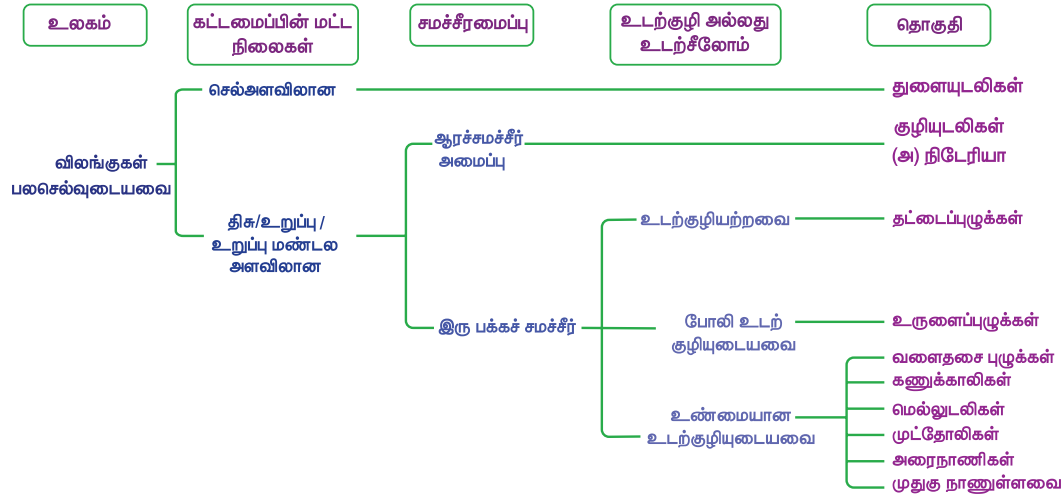 உலகம்
கட்டமைப்பின் மட்ட
நிலைகள்
சமச்சீரமைப்பு
உடற்குழி அல்லது
உடற்சீலோம்
தொகுதி
விலங்குகள்
பலசெல்வுடையவை
செல்அளவிலான
திசு/உறுப்பு /
உறுப்பு மண்டல
அளவிலான
ஆரச்சமச்சீர்
அமைப்பு
இரு பக்கச் சமச்சீர்
உடற்குழியற்றவை
போலி உடற்
குழியுடையவை
உண்மையான
உடற்குழியுடையவை
துளையுடலிகள்
குழியுடலிகள்
(அ) நிடேரியா
தட்டைப்புழுக்கள்
உருளைப்புழுக்கள்
வளைதசை புழுக்கள்
கணுக்காலிகள்
மெல்லுடலிகள்
முட்தோலிகள்
அரைநாணிகள்
முதுகு நாணுள்ளவை